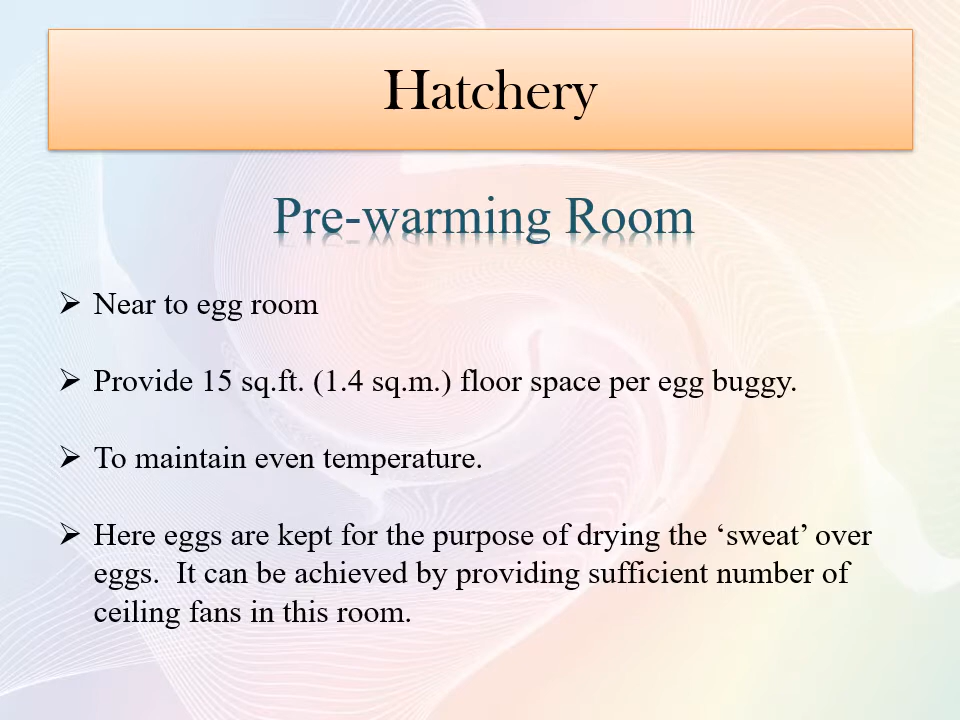 Hatchery
Pre-warming Room
➢ Near to egg room
➢ Provide 15 sq.ft. (1.4 sq.m.) floor space per egg buggy.
➢ To maintain even temperature.
➢ Here eggs are kept for the purpose of drying the ‘sweat’ over
eggs.  It can be achieved by providing sufficient number of
ceiling fans in this room.